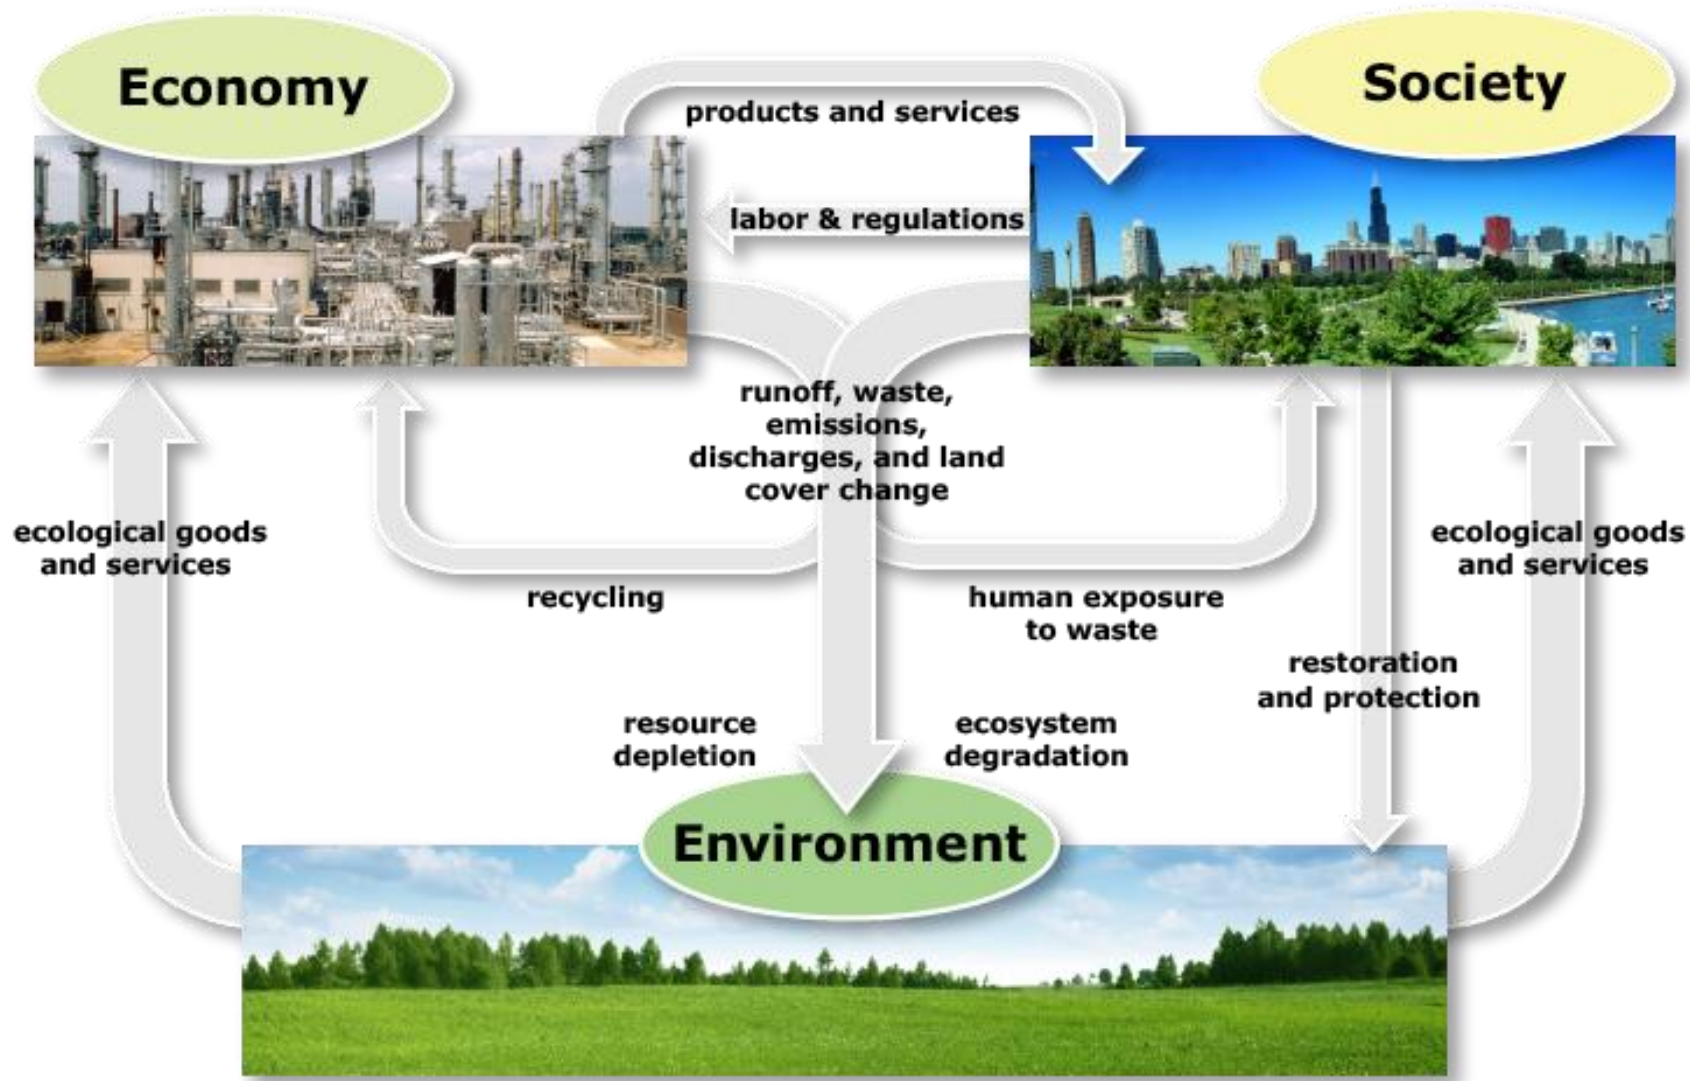 Economy
Society
products and services
labor & regulations
runoff, waste,
emissions,
discharges, and land
cover change
ecological goods
and services
ecological goods
and services
recycling
human exposure
to waste
restoration
and protection
resource
depletion
ecosystem
degradation
Environment